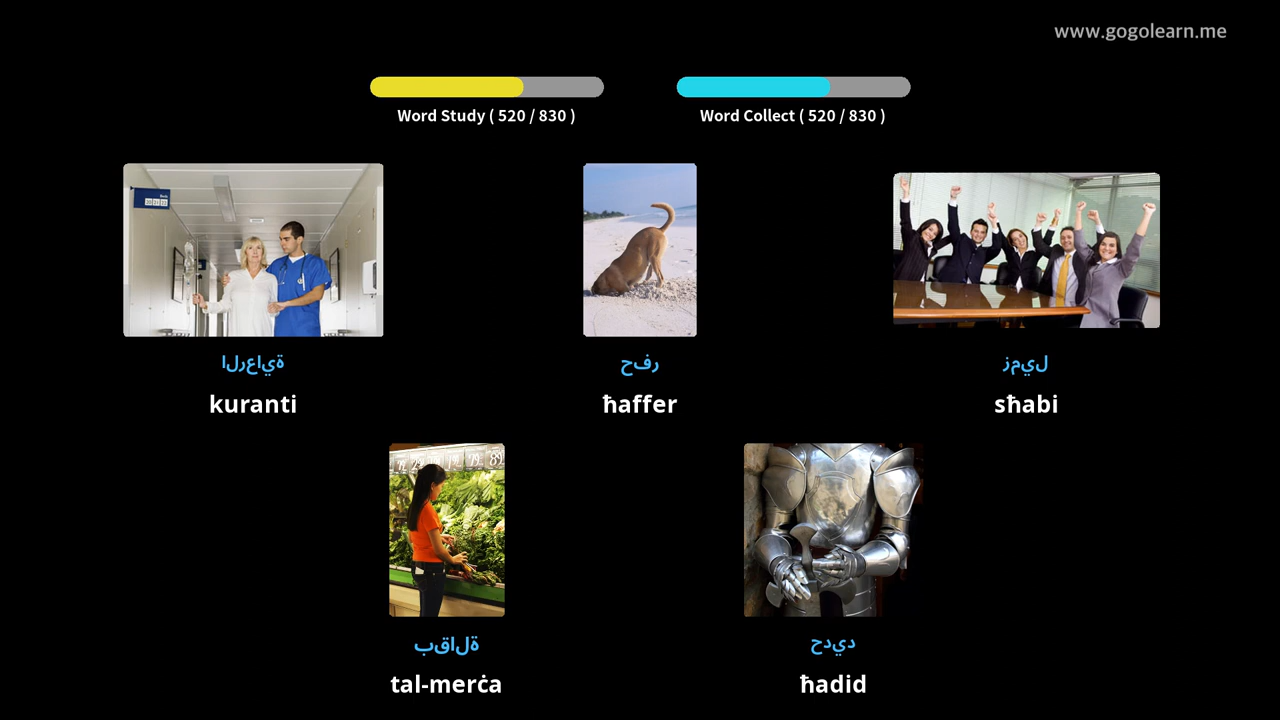 www.gogolearn.me
Word Study ( 520 / 830 )
Word Collect ( 520 / 830 )
الرعاية
kuranti
حفر
ħaffer
زميل
sħabi
بقالة
tal-merċa
حديد
ħadid